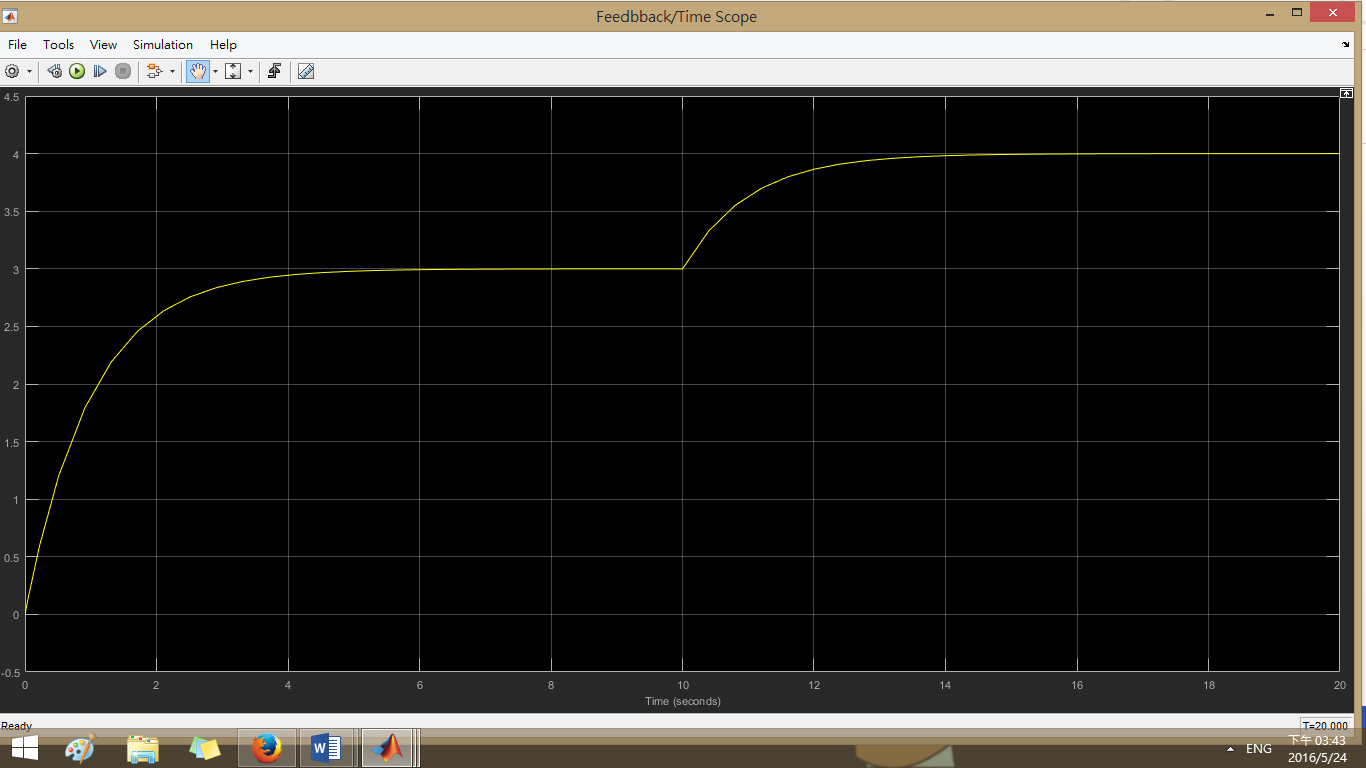 Feedbback/Time Scope
File Tools View Simulation Help
4.5
4
3.5
3
2.5
2
1.5
1
0.5
0
-0.5
0 2 4 6 8 10 12 14 16 18 20
Time (seconds)
Ready T=20.000
W ENG 下午 03:43
2016/5/24